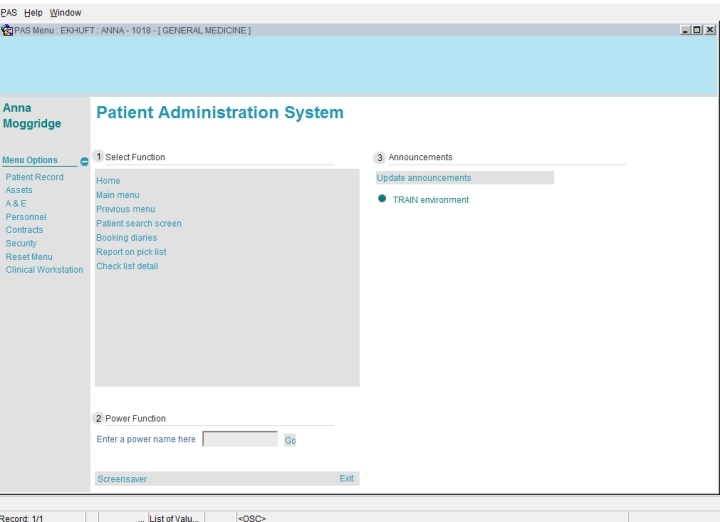 PAS Help Window
PAS Menu : EKHUFT : ANNA - 1018 - [ GENERAL MEDICINE ]
Anna
Moggridge
Patient Administration System
Menu Options
Patient Record
Assets
A & E
Personnel
Contracts
Security
Reset Menu
Clinical Workstation
1 Select Function
Home
Main menu
Previous menu
Patient search screen
Booking diaries
Report on pick list
Check list detail
3 Announcements
Update announcements
TRAIN environment
2 Power Function
Enter a power name here Go
Screensaver Exit
Record: 1/1 ... List of Valu... <OSC>